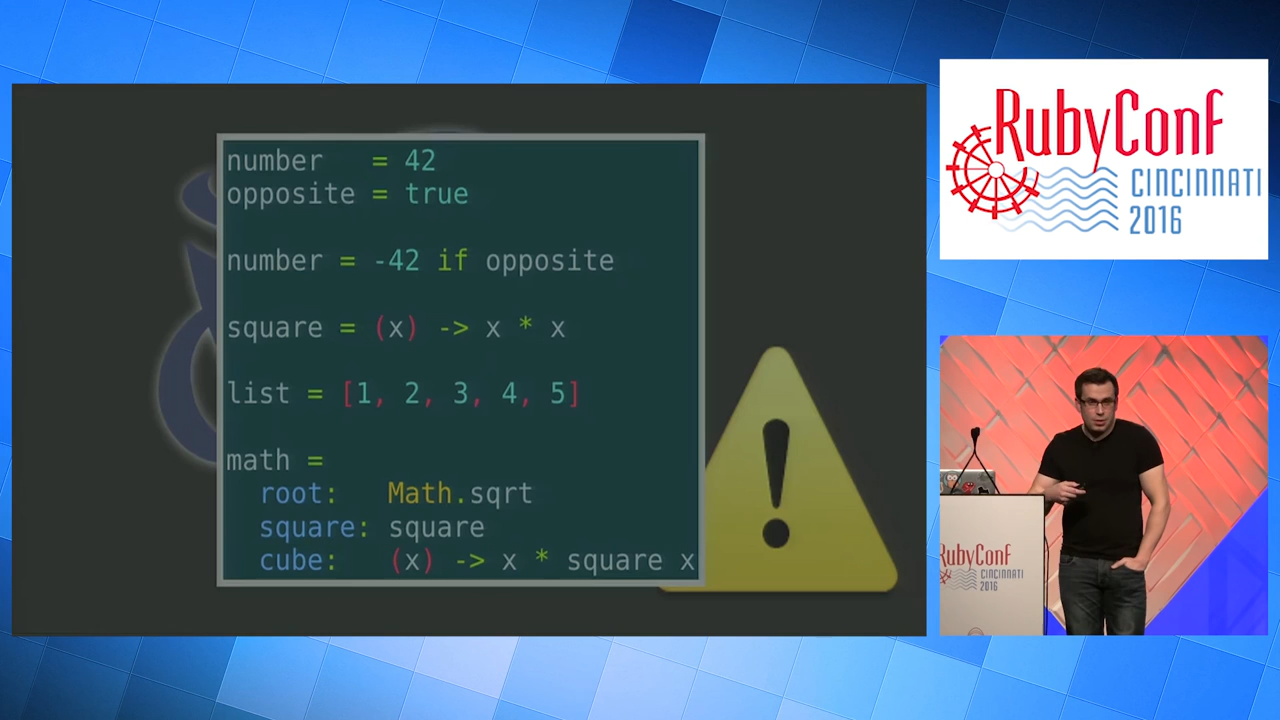 number   = 42
opposite = true
number = -42 if opposite
square = (x) -> x * x
list = [1, 2, 3, 4, 5]
math =
  root:   Math.sqrt
  square: square
  cube:   (x) -> x * square x
!
RubyConf
CINCINNATI
2016
RubyConf
CINCINNATI
2016